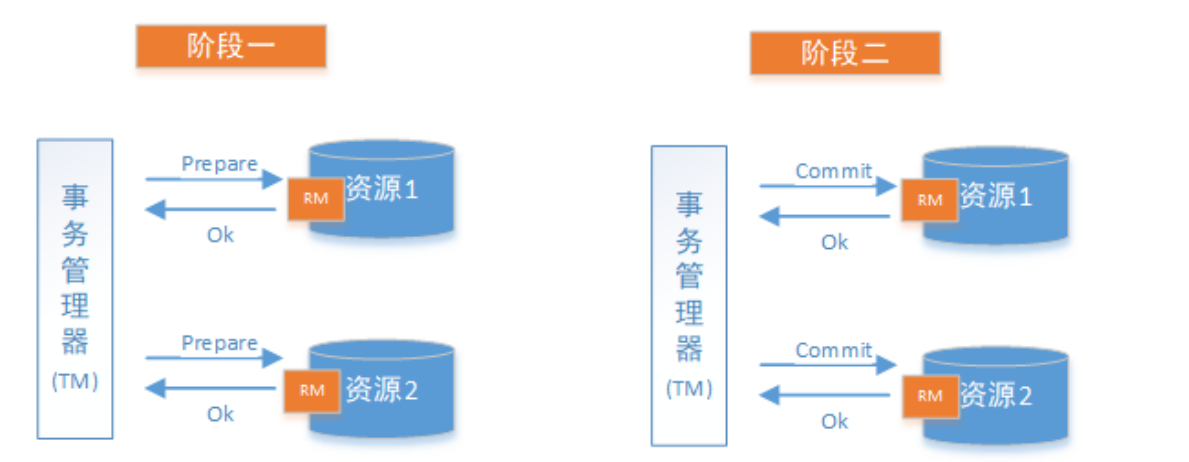 阶段一
事务管理器
(TM)
Prepare
RM
资源1
Ok
Prepare
RM
资源2
Ok
阶段二
事务管理器
(TM)
Commit
RM
资源1
Ok
Commit
RM
资源2
Ok